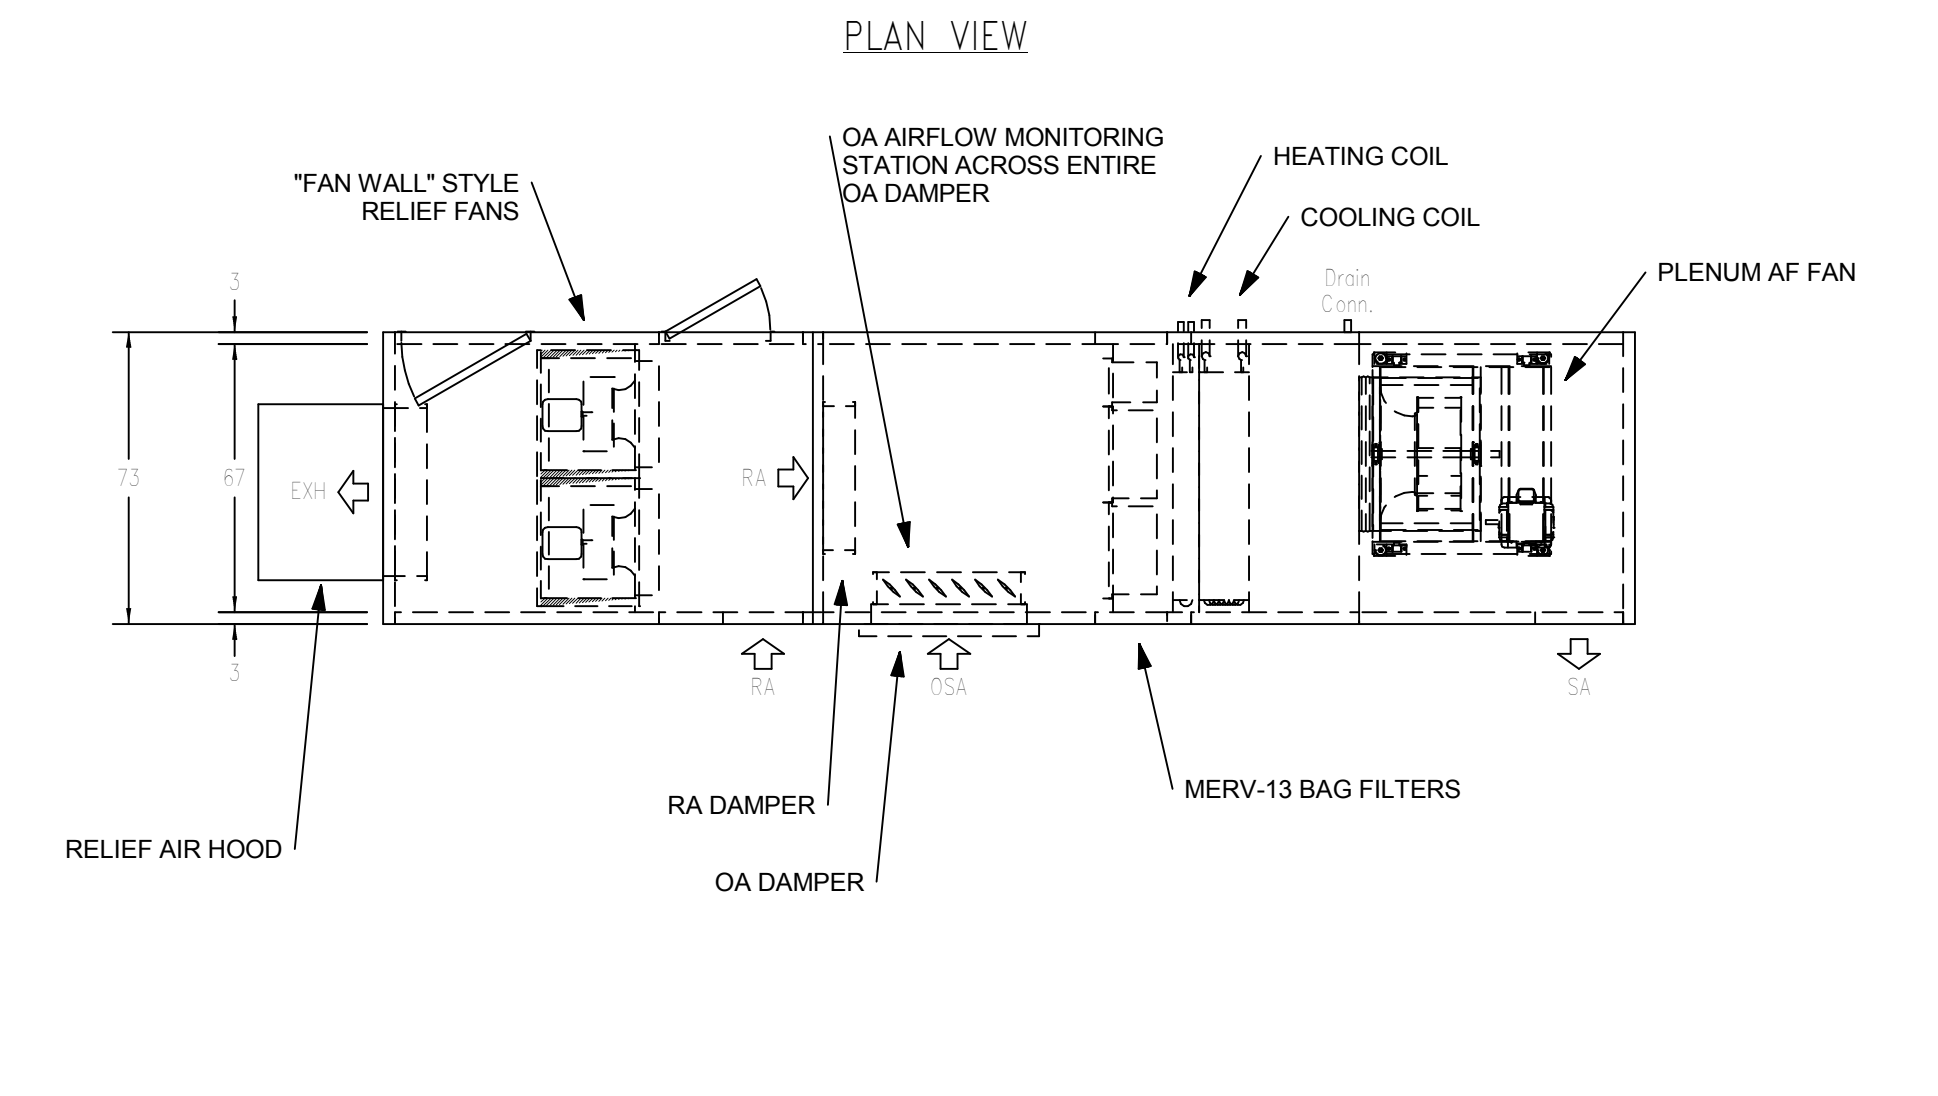 PLAN VIEW
OA AIRFLOW MONITORING
STATION ACROSS ENTIRE
OA DAMPER
HEATING COIL
"FAN WALL" STYLE
RELIEF FANS
COOLING COIL
PLENUM AF FAN
Drain
Conn.
3
73
67
EXH
RA
3
RA
OSA
SA
MERV-13 BAG FILTERS
RA DAMPER
RELIEF AIR HOOD
OA DAMPER